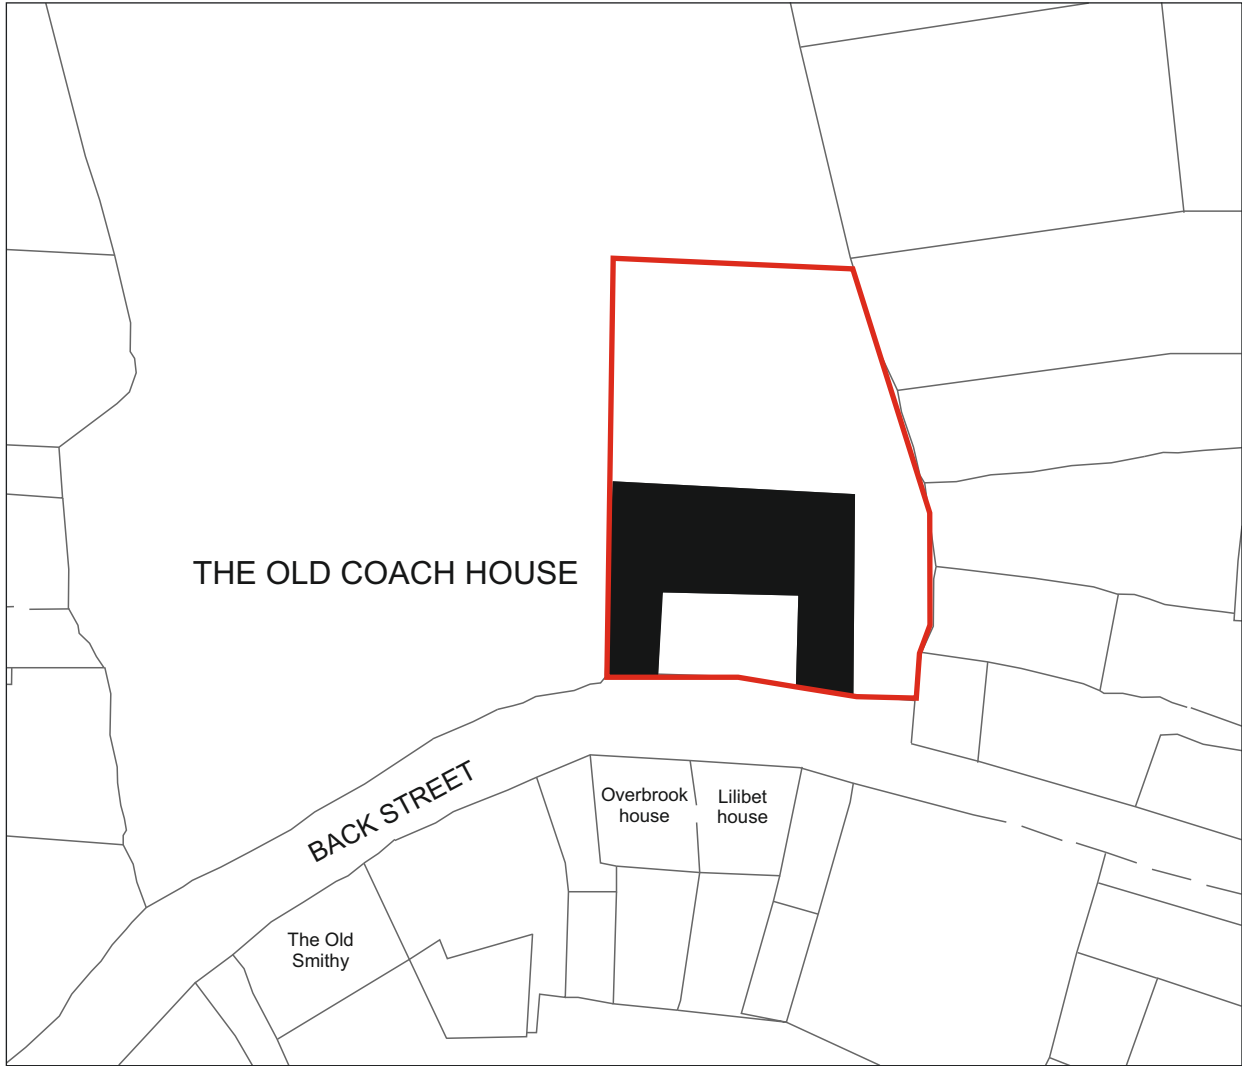 THE OLD COACH HOUSE
BACK STREET
Overbrook
house
Lilibet
house
The Old
Smithy